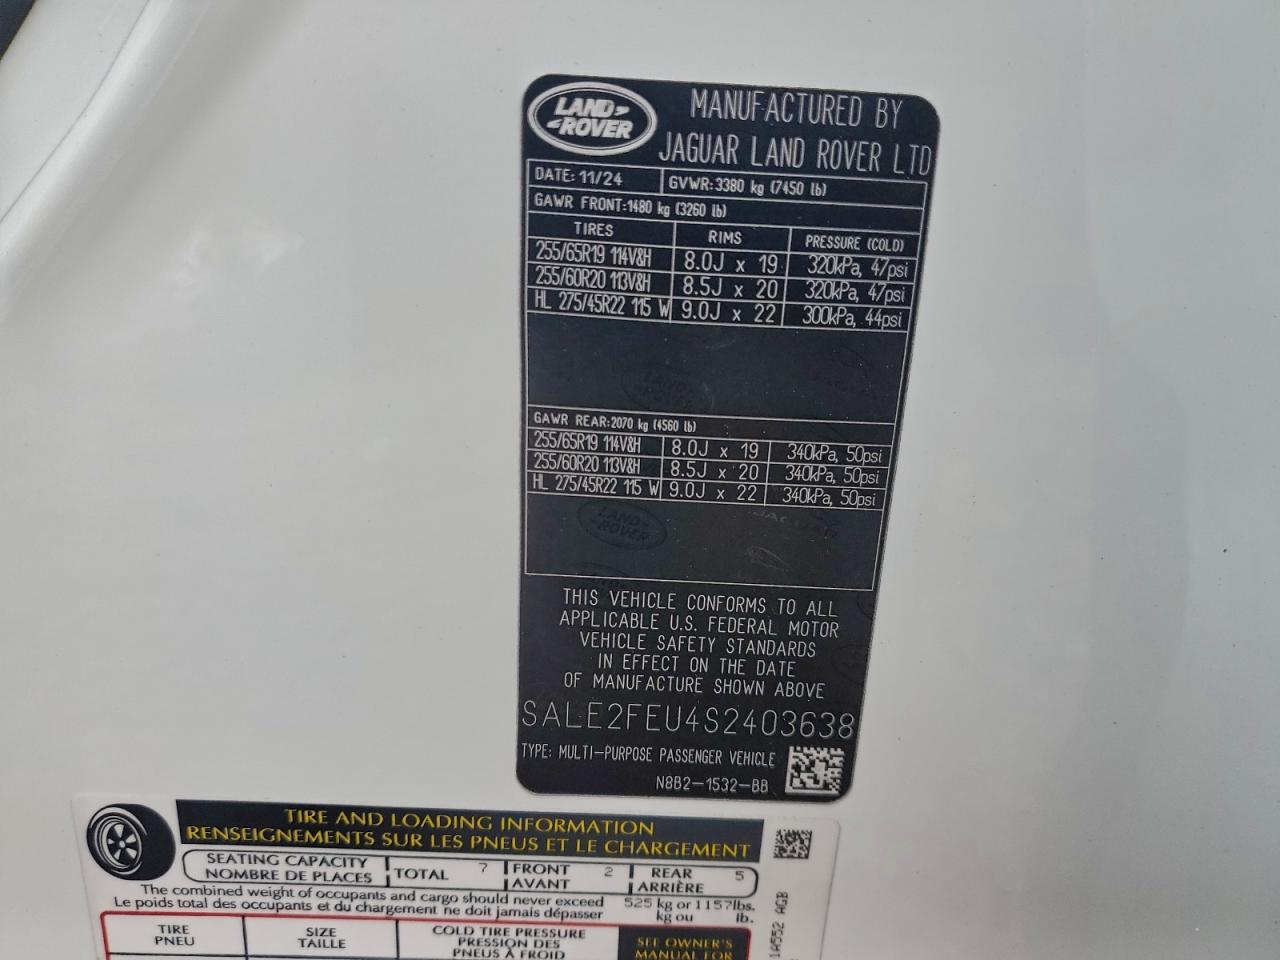 LAND ROVER
MANUFACTURED BY
JAGUAR LAND ROVER LTD
DATE: 11/24 GVWR: 3380 kg (7450 lb)
GAWR FRONT: 1480 kg (3260 lb)
TIRES RIMS PRESSURE (COLD)
255/65R19 114V&H 8.0J x 19 320kPa, 47psi
255/60R20 113V&H 8.5J x 20 320kPa, 47psi
HL 275/45R22 115 W 9.0J x 22 300kPa, 44psi
GAWR REAR: 2070 kg (4560 lb)
255/65R19 114V&H 8.0J x 19 340kPa, 50psi
255/60R20 113V&H 8.5J x 20 340kPa, 50psi
HL 275/45R22 115 W 9.0J x 22 340kPa, 50psi
LAND ROVER
THIS VEHICLE CONFORMS TO ALL
APPLICABLE U.S. FEDERAL MOTOR
VEHICLE SAFETY STANDARDS
IN EFFECT ON THE DATE
OF MANUFACTURE SHOWN ABOVE
SALE2FEU4S2403638
TYPE: MULTI-PURPOSE PASSENGER VEHICLE
N8B2-1532-BB
TIRE AND LOADING INFORMATION
RENSEIGNEMENTS SUR LES PNEUS ET LE CHARGEMENT
SEATING CAPACITY
NOMBRE DE PLACES
TOTAL 7
FRONT 2
AVANT
REAR 5
ARRIÈRE
The combined weight of occupants and cargo should never exceed 525 kg or 1157lbs.
Le poids total des occupants et du chargement ne doit jamais dépasser kg ou lb.
TIRE
PNEU
SIZE
TAILLE
COLD TIRE PRESSURE
PRESSION DES
PNEUS À FROID
SEE OWNER'S
MANUAL FOR
1A552 AGB